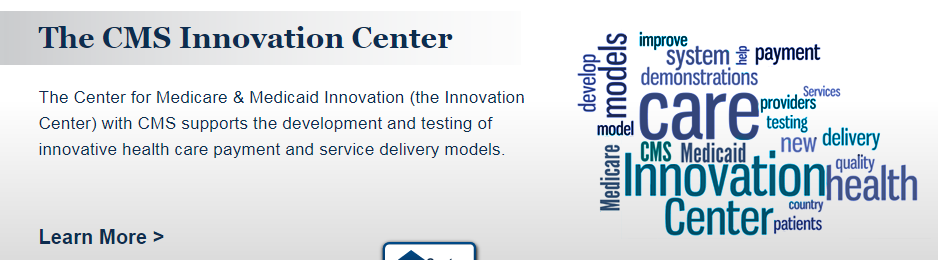 The CMS Innovation Center
The Center for Medicare & Medicaid Innovation (the Innovation
Center) with CMS supports the development and testing of
innovative health care payment and service delivery models.
Learn More >
develop
models
improve
system
help
payment
demonstrations
Services
care
providers
model
testing
new
delivery
Medicare
CMS
Medicaid
quality
Innovation
health
Center
country
patients